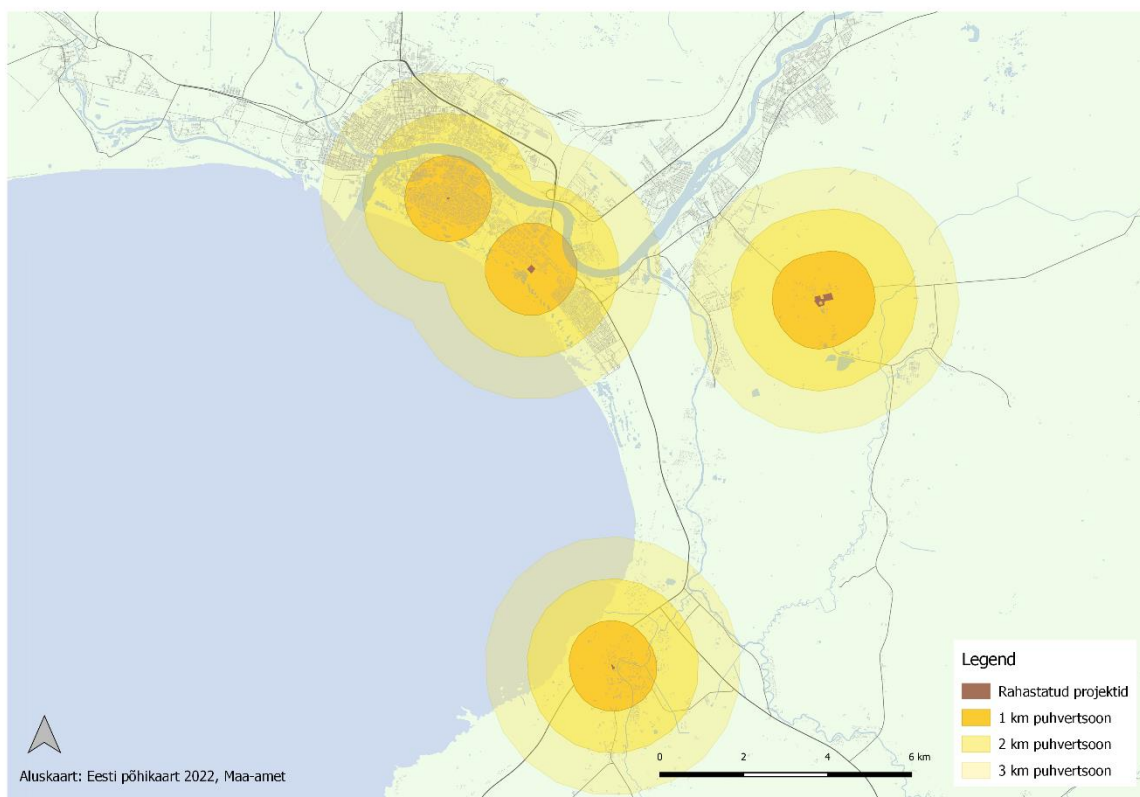 Legend
Rahastatud projektid
1 km puhvertsoon
2 km puhvertsoon
3 km puhvertsoon
0 2 4 6 km
Aluskaart: Eesti põhikaart 2022, Maa-amet